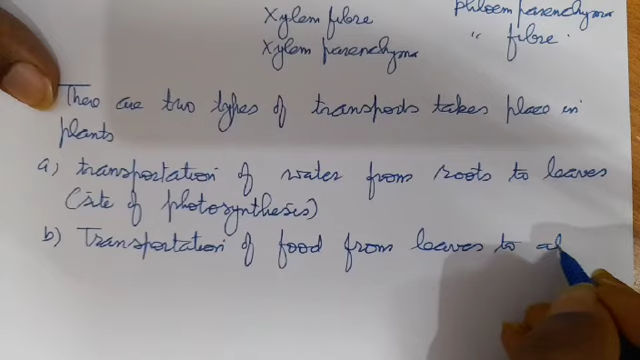 Xylem fibre
phloem parenchyma
Xylem parenchyma
" fibre.
There are two types of transports takes place in
plants
a) transportation of water from roots to leaves
(site of photosynthesis)
b) Transportation of food from leaves to al